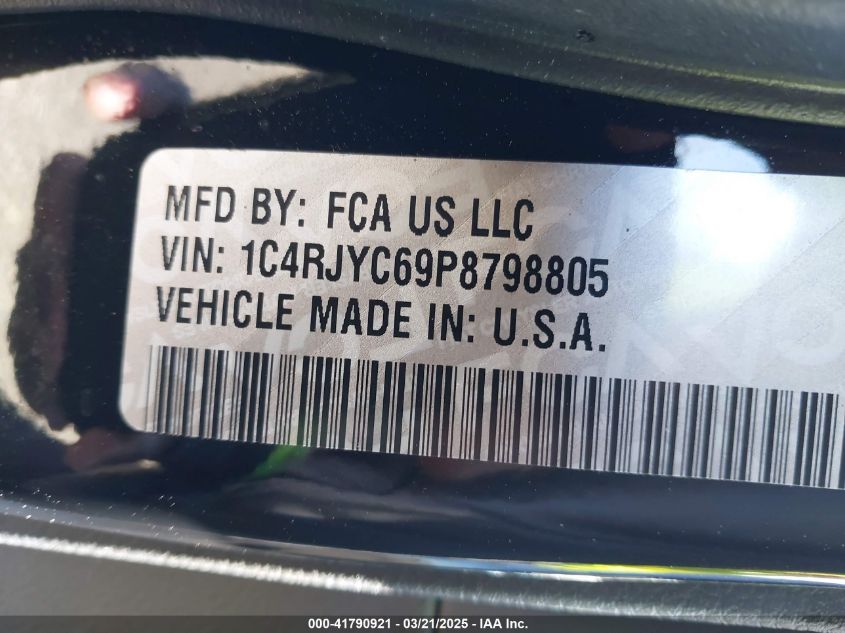 MFD BY: FCA US LLC
VIN: 1C4RJYC69P8798805
VEHICLE MADE IN: U.S.A.
000-41790921 - 03/21/2025 - IAA Inc.